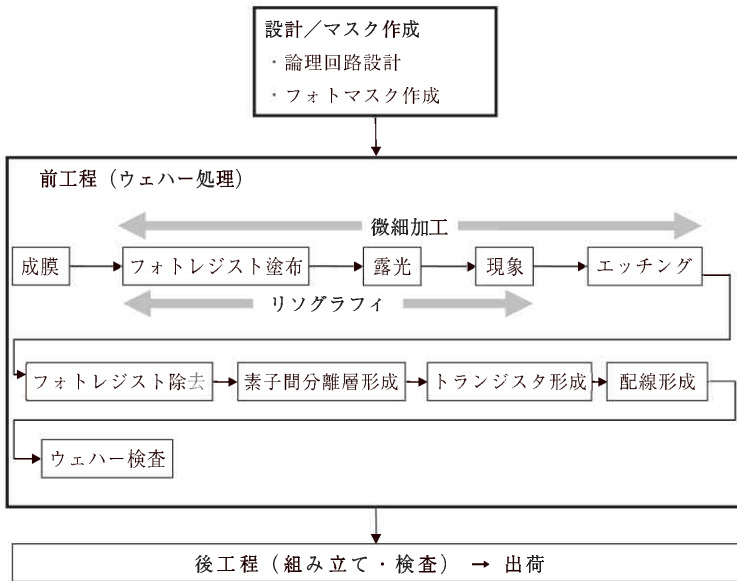 設計／マスク作成
・論理回路設計
・フォトマスク作成
前工程（ウェハー処理）
微細加工
成膜
フォトレジスト塗布
露光
現象
エッチング
リソグラフィ
フォトレジスト除去
素子間分離層形成
トランジスタ形成
配線形成
ウェハー検査
後工程（組み立て・検査） → 出荷